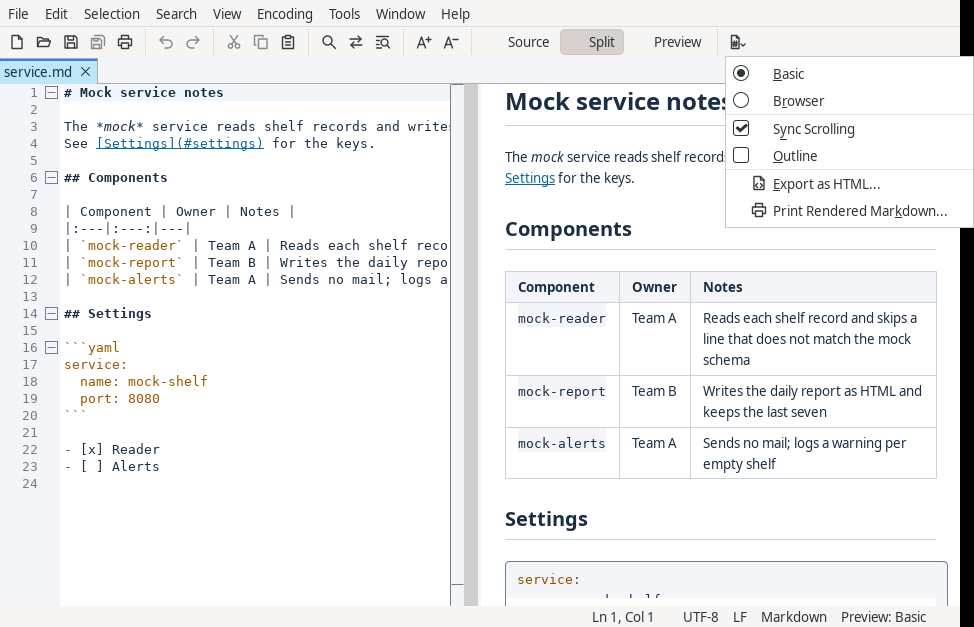 File Edit Selection Search View Encoding Tools Window Help
Source Split Preview
service.md
Basic
Browser
Sync Scrolling
Outline
Export as HTML...
Print Rendered Markdown...
1 # Mock service notes
2
3 The *mock* service reads shelf records and writes
4 See [Settings](#settings) for the keys.
5
6 ## Components
7
8 | Component | Owner | Notes |
9 |:---|:---:|---|
10 | `mock-reader` | Team A | Reads each shelf reco
11 | `mock-report` | Team B | Writes the daily repo
12 | `mock-alerts` | Team A | Sends no mail; logs a
13
14 ## Settings
15
16 ```yaml
17 service:
18   name: mock-shelf
19   port: 8080
20 ```
21
22 - [x] Reader
23 - [ ] Alerts
24
Mock service notes
The mock service reads shelf record
Settings for the keys.
Components
Component Owner Notes
mock-reader Team A Reads each shelf record and skips a
line that does not match the mock
schema
mock-report Team B Writes the daily report as HTML and
keeps the last seven
mock-alerts Team A Sends no mail; logs a warning per
empty shelf
Settings
service:
Ln 1, Col 1 UTF-8 LF Markdown Preview: Basic